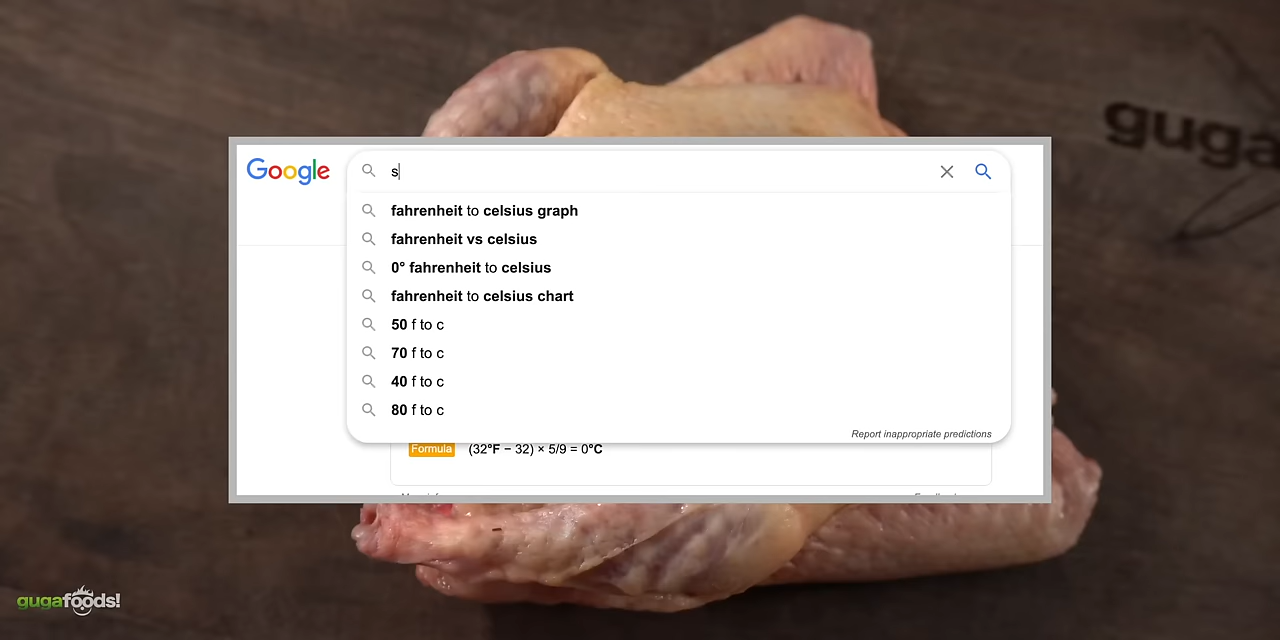 guga
Google
s
fahrenheit to celsius graph
fahrenheit vs celsius
0° fahrenheit to celsius
fahrenheit to celsius chart
50 f to c
70 f to c
40 f to c
80 f to c
Report inappropriate predictions
Formula (32°F − 32) × 5/9 = 0°C
gugafoods!